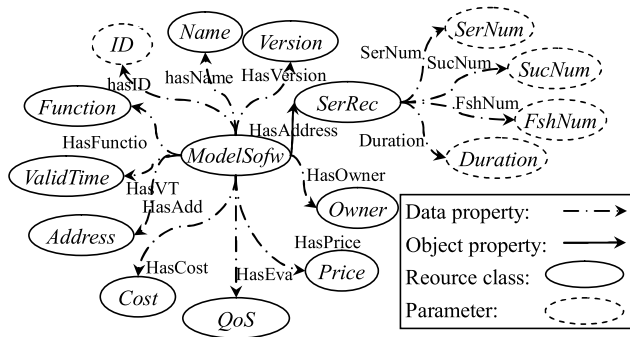 ID
Name
Version
SerNum
SerNum
SucNum
SucNum
hasID
hasName
HasVersion
Function
SerRec
FshNum
FshNum
HasAddress
HasFunctio
ModelSofw
Duration
Duration
ValidTime
HasVT
HasOwner
HasAdd
Owner
Address
HasPrice
HasCost
HasEva
Price
Cost
QoS
Data property:
Object property:
Reource class:
Parameter: